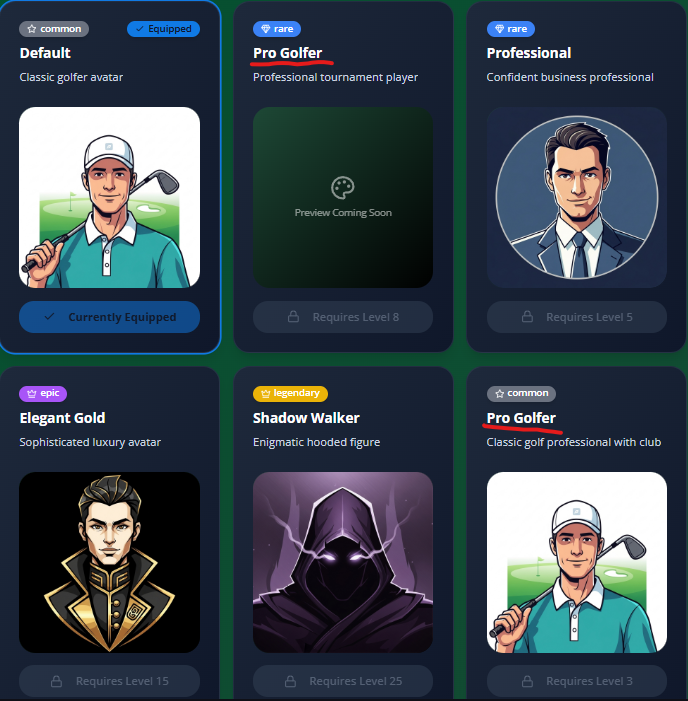 common
Equipped
Default
Classic golfer avatar
Currently Equipped
rare
Pro Golfer
Professional tournament player
Preview Coming Soon
Requires Level 8
rare
Professional
Confident business professional
Requires Level 5
epic
Elegant Gold
Sophisticated luxury avatar
Requires Level 15
legendary
Shadow Walker
Enigmatic hooded figure
Requires Level 25
common
Pro Golfer
Classic golf professional with club
Requires Level 3